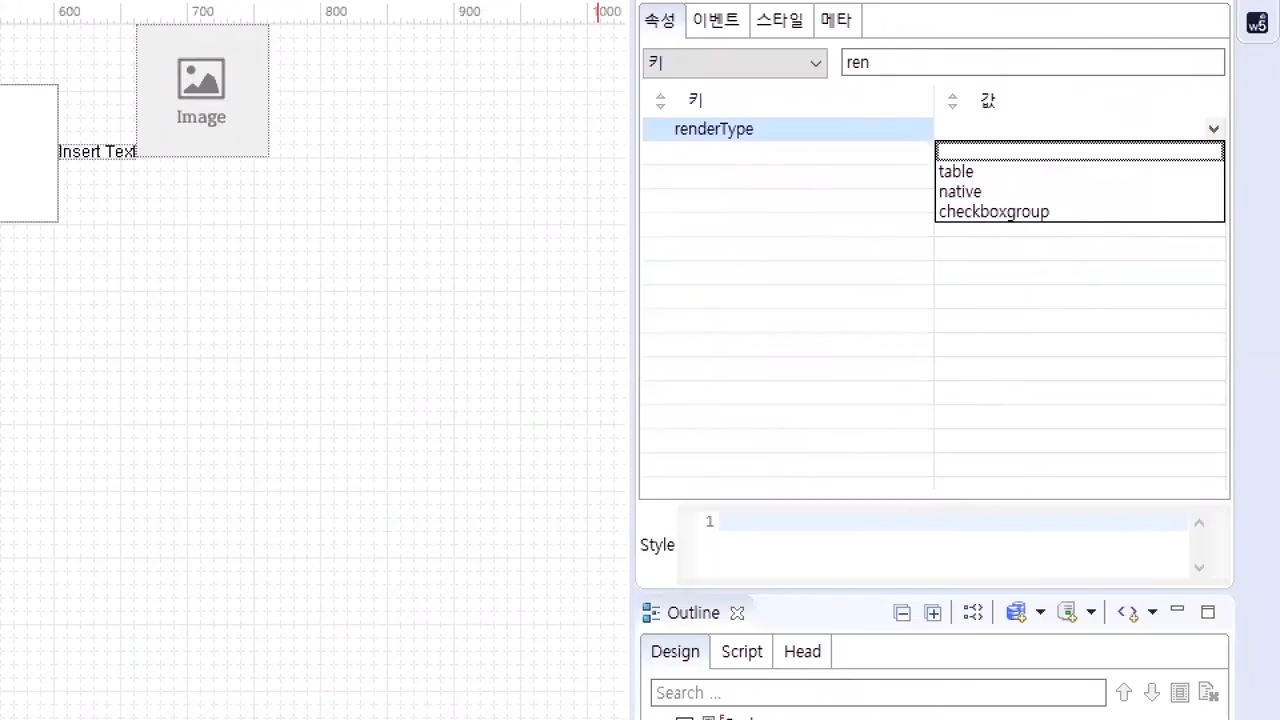 600 700 800 900 1000
Image
Insert Text
속성 이벤트 스타일 메타
w5
키 ren
키 값
renderType
table
native
checkboxgroup
1
Style
Outline
Design Script Head
Search ...